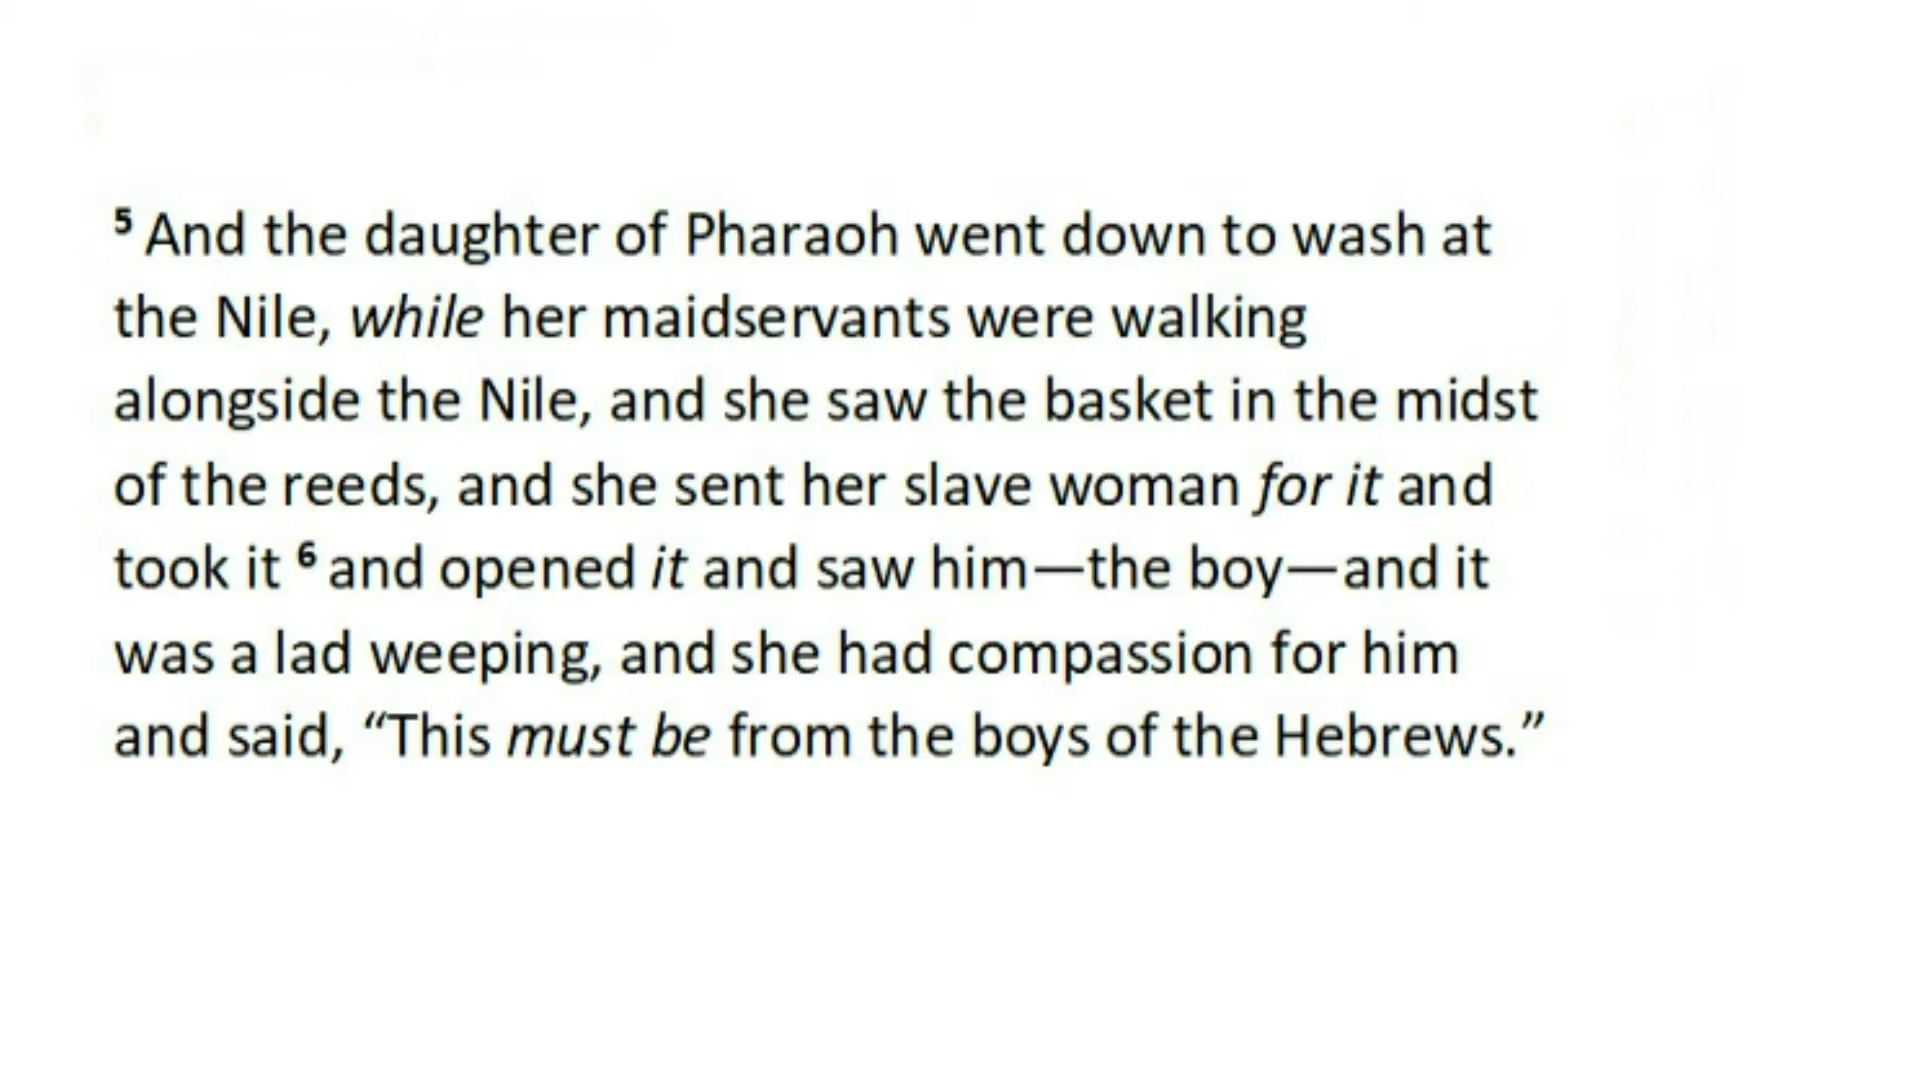 ⁵ And the daughter of Pharaoh went down to wash at
the Nile, while her maidservants were walking
alongside the Nile, and she saw the basket in the midst
of the reeds, and she sent her slave woman for it and
took it ⁶ and opened it and saw him—the boy—and it
was a lad weeping, and she had compassion for him
and said, “This must be from the boys of the Hebrews.”